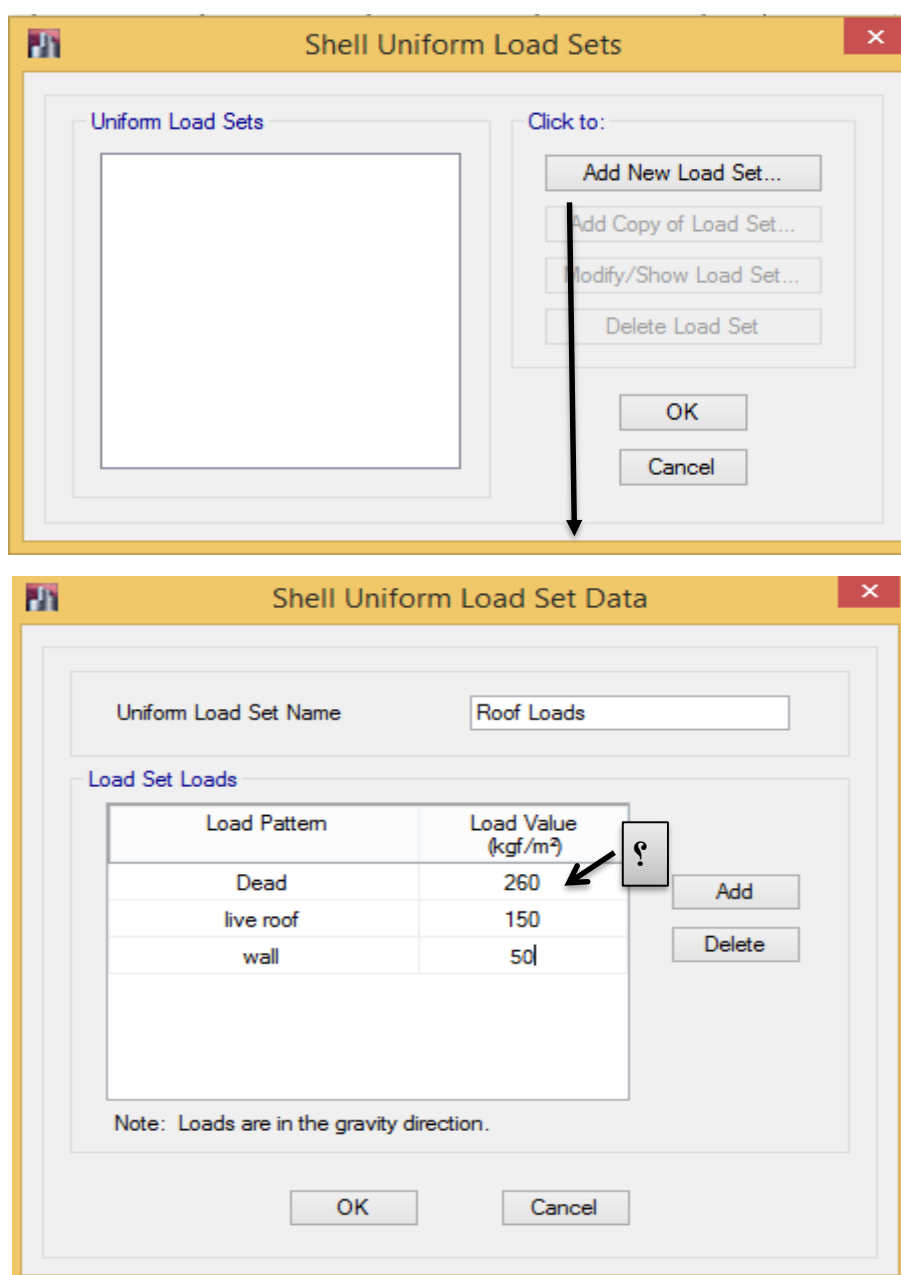 Shell Uniform Load Sets
Uniform Load Sets
Click to:
Add New Load Set...
Add Copy of Load Set...
Modify/Show Load Set...
Delete Load Set
OK
Cancel
Shell Uniform Load Set Data
Uniform Load Set Name
Roof Loads
Load Set Loads
Load Pattern
Load Value
(kgf/m²)
؟
Dead 260
live roof 150
wall 50
Add
Delete
Note: Loads are in the gravity direction.
OK
Cancel